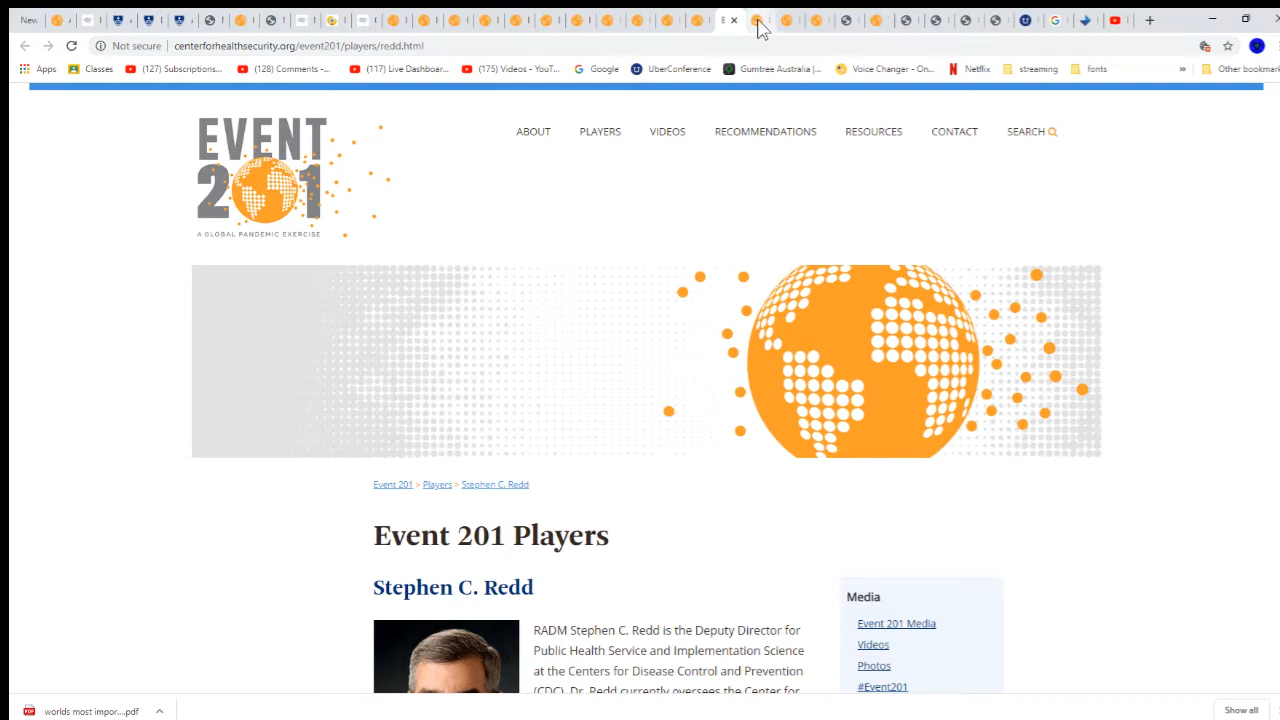 New
Not secure centerforhealthsecurity.org/event201/players/redd.html
Apps Classes (127) Subscriptions... (128) Comments -... (117) Live Dashboar... (175) Videos - YouT... Google UberConference Gumtree Australia |... Voice Changer - On... Netflix streaming fonts » Other bookmark
EVENT
201
A GLOBAL PANDEMIC EXERCISE
ABOUT PLAYERS VIDEOS RECOMMENDATIONS RESOURCES CONTACT SEARCH
Event 201 > Players > Stephen C. Redd
Event 201 Players
Stephen C. Redd
RADM Stephen C. Redd is the Deputy Director for
Public Health Service and Implementation Science
at the Centers for Disease Control and Prevention
(CDC). Dr. Redd currently oversees the Center for
Media
Event 201 Media
Videos
Photos
#Event201
worlds most impor....pdf
Show all